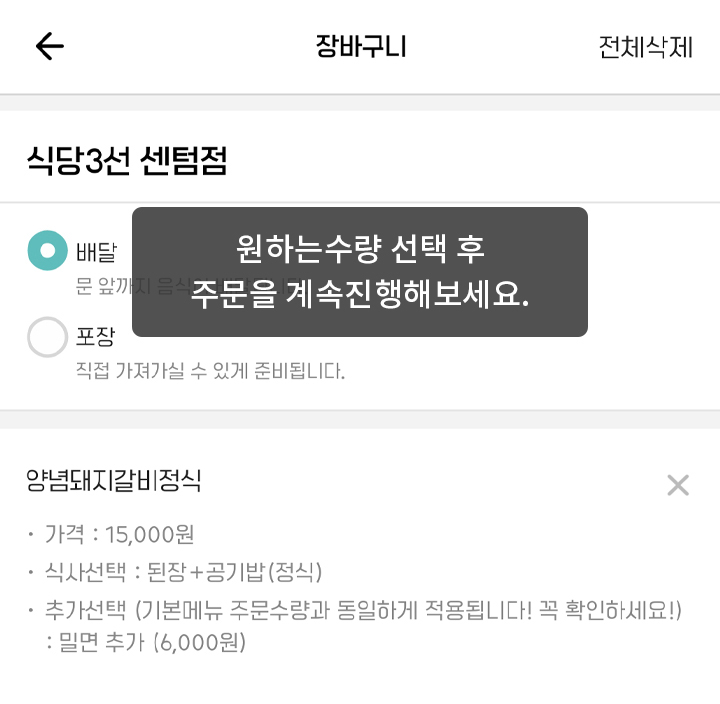 장바구니
전체삭제
식당3선 센텀점
배달
원하는수량 선택 후
주문을 계속진행해보세요.
문 앞까지 음식이
포장
직접 가져가실 수 있게 준비됩니다.
양념돼지갈비정식
• 가격 : 15,000원
• 식사선택 : 된장+공기밥(정식)
• 추가선택 (기본메뉴 주문수량과 동일하게 적용됩니다! 꼭 확인하세요!)
: 밀면 추가 (6,000원)